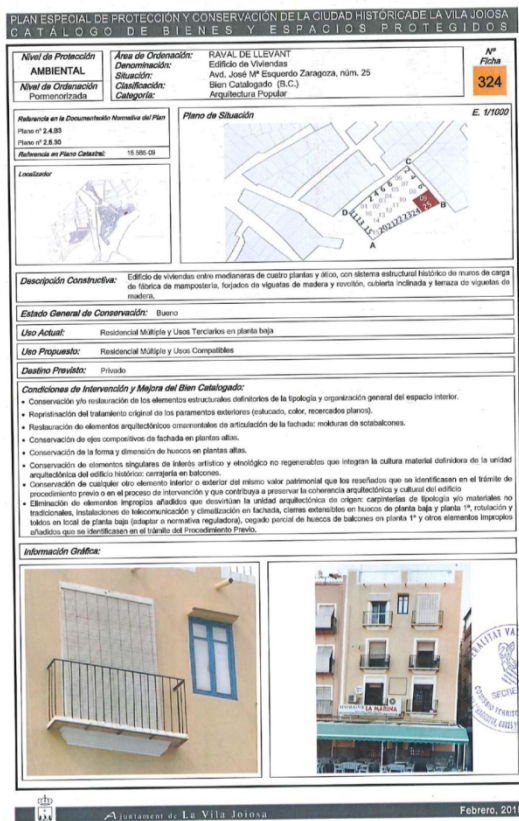 PLAN ESPECIAL DE PROTECCIÓN Y CONSERVACIÓN DE LA CIUDAD HISTÓRICADE LA VILA JOIOSA
CATÁLOGO DE BIENES Y ESPACIOS PROTEGIDOS
Nivel de Protección
AMBIENTAL
Nivel de Ordenación
Pormenorizada
Área de Ordenación: RAVAL DE LLEVANT
Denominación: Edificio de Viviendas
Situación: Avd. José Mª Esquerdo Zaragoza, núm. 25
Clasificación: Bien Catalogado (B.C.)
Categoría: Arquitectura Popular
Nº
Ficha
324
Referencia en la Documentación Normativa del Plan
Plano nº 2.4.93
Plano nº 2.5.30
Referencia en Plano Catastral: 15.585-09
Localizador
Plano de Situación
E. 1/1000
C
D
B
A
Descripción Constructiva: Edificio de viviendas entre medianeras de cuatro plantas y ático, con sistema estructural histórico de muros de carga
de fábrica de mampostería, forjados de viguetas de madera y revoltón, cubierta inclinada y terraza de viguetas de
madera.
Estado General de Conservación: Bueno
Uso Actual: Residencial Múltiple y Usos Terciarios en planta baja
Uso Propuesto: Residencial Múltiple y Usos Compatibles
Destino Previsto: Privado
Condiciones de Intervención y Mejora del Bien Catalogado:
• Conservación y/o restauración de los elementos estructurales definitorios de la tipología y organización general del espacio interior.
• Repristinación del tratamiento original de los paramentos exteriores (estucado, color, recercados planos).
• Restauración de elementos arquitectónicos ornamentales de articulación de la fachada: molduras de sotabalcones.
• Conservación de ejes compositivos de fachada en plantas altas.
• Conservación de la forma y dimensión de huecos en plantas altas.
• Conservación de elementos singulares de interés artístico y etnológico no regenerables que integran la cultura material definidora de la unidad
arquitectónica del edificio histórico: cerrajería en balcones.
• Conservación de cualquier otro elemento interior o exterior del mismo valor patrimonial que los reseñados que se identificasen en el trámite de
procedimiento previo o en el proceso de intervención y que contribuya a preservar la coherencia arquitectónica y cultural del edificio
• Eliminación de elementos impropios añadidos que desvirtúan la unidad arquitectónica de origen: carpinterías de tipología y/o materiales no
tradicionales, instalaciones de telecomunicación y climatización en fachada, cierres extensibles en huecos de planta baja y planta 1ª, rotulación y
toldos en local de planta baja (adaptar a normativa reguladora), cegado parcial de huecos de balcones en planta 1ª y otros elementos impropios
añadidos que se identificasen en el trámite del Procedimiento Previo.
Información Gráfica:
LA MARINA
Ajuntament de La Vila Joiosa